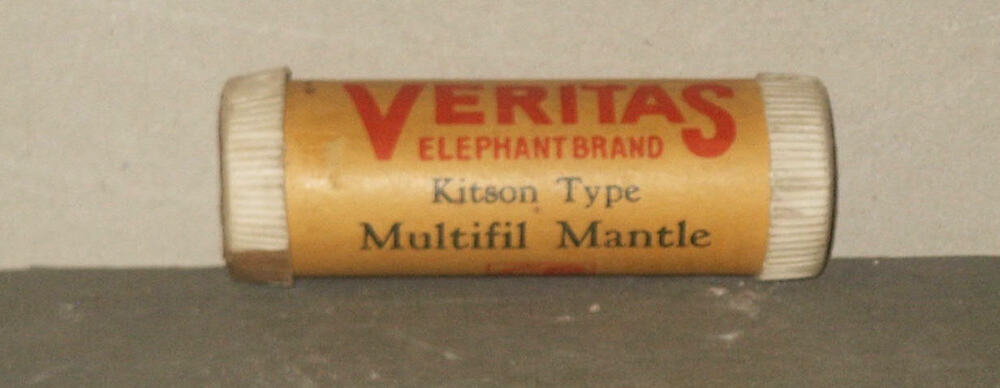 VERITAS
ELEPHANT BRAND
Kitson Type
Multifil Mantle